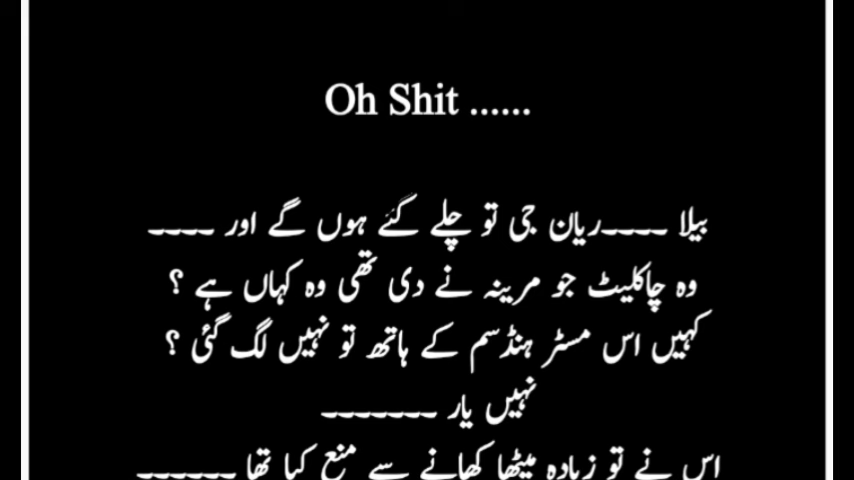 Oh Shit ......
بیلا ----ریان جی تو چلے گئے ہوں گے اور ----
وہ چاکلیٹ جو مرینہ نے دی تھی وہ کہاں ہے ؟
کہیں اس مسٹر ہنڈسم کے ہاتھ تو نہیں لگ گئی ؟
نہیں یار -------
اس نے تو زیادہ میٹھا کھانے سے منع کیا تھا ------